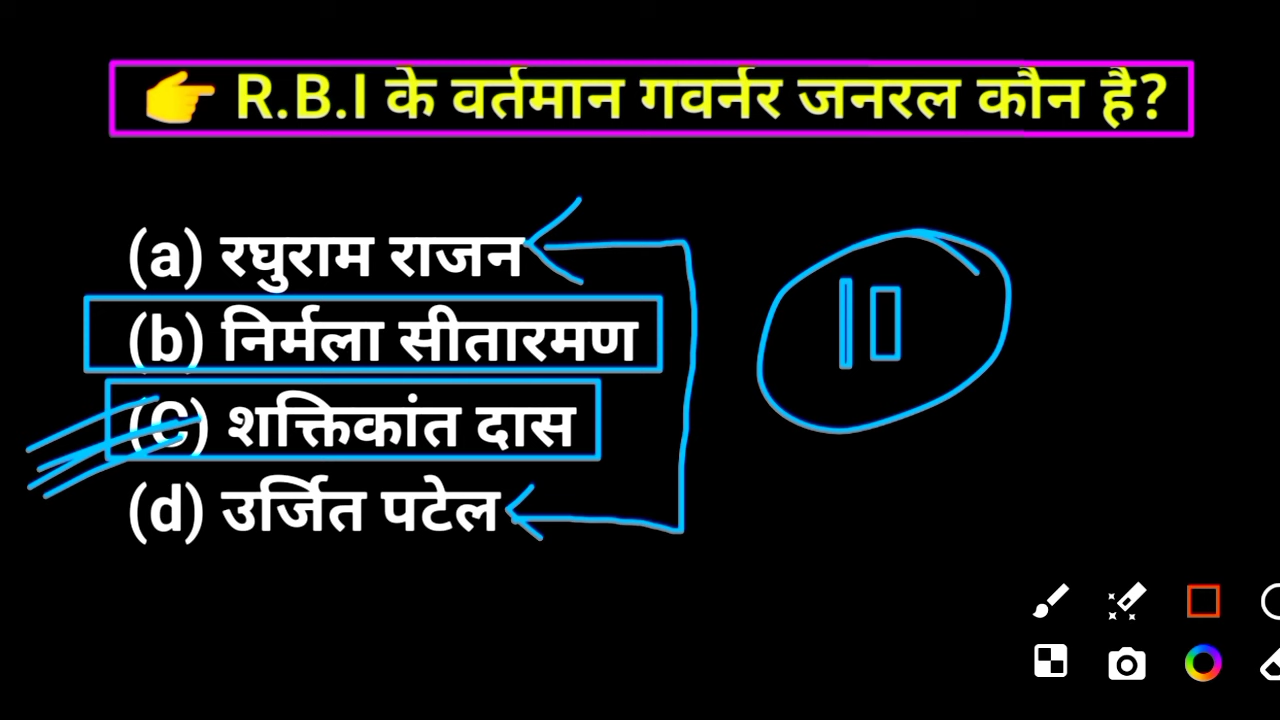 👉 R.B.I के वर्तमान गवर्नर जनरल कौन है?
(a) रघुराम राजन
(b) निर्मला सीतारमण
(C) शक्तिकांत दास
(d) उर्जित पटेल